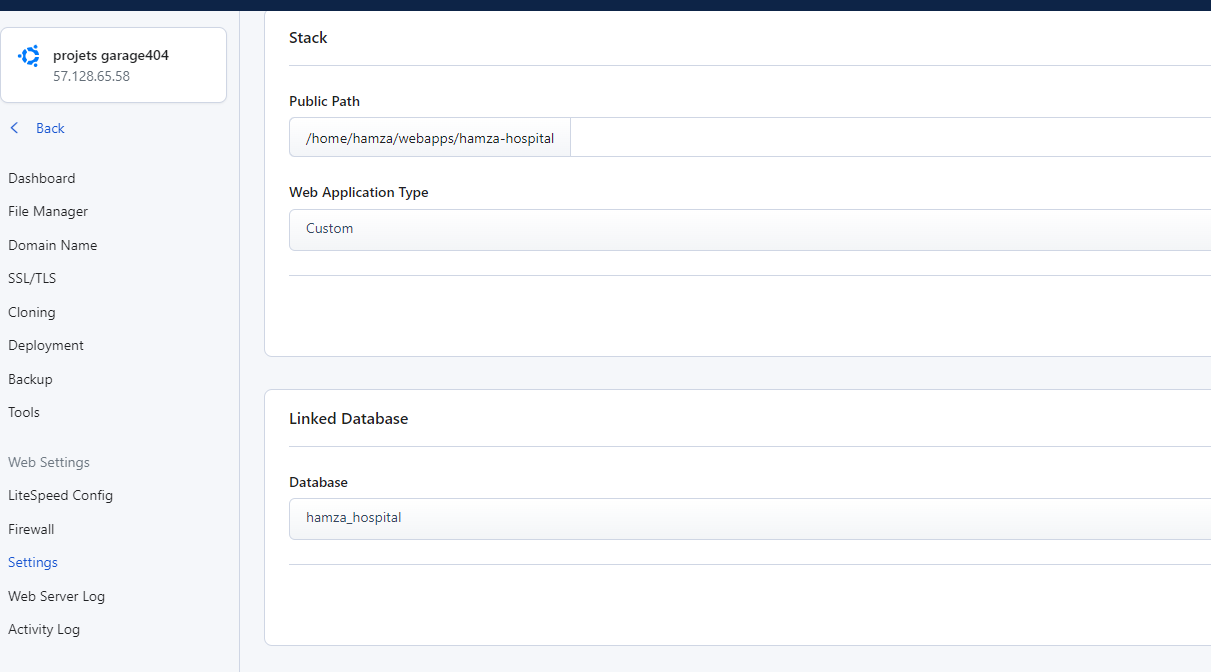 projets garage404
57.128.65.58
Back
Dashboard
File Manager
Domain Name
SSL/TLS
Cloning
Deployment
Backup
Tools
Web Settings
LiteSpeed Config
Firewall
Settings
Web Server Log
Activity Log
Stack
Public Path
/home/hamza/webapps/hamza-hospital
Web Application Type
Custom
Linked Database
Database
hamza_hospital